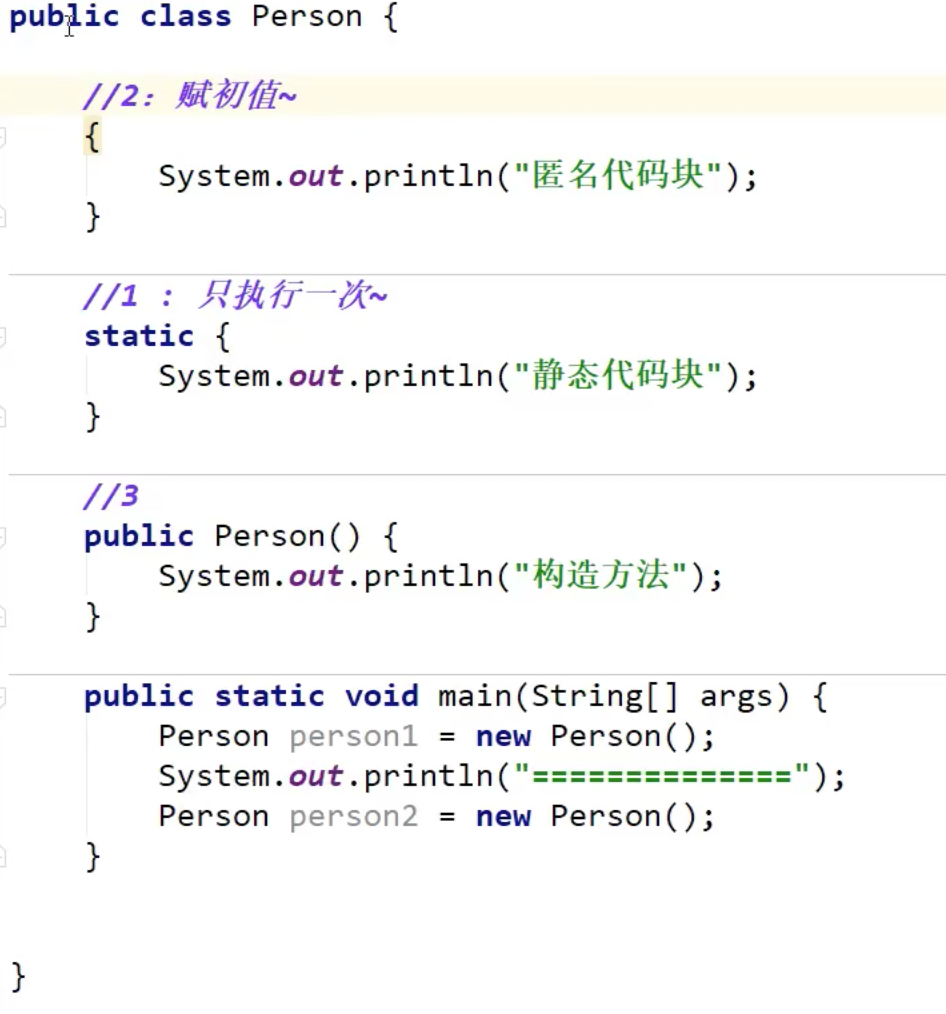 public class Person {
//2：赋初值~
{
System.out.println("匿名代码块");
}
//1 : 只执行一次~
static {
System.out.println("静态代码块");
}
//3
public Person() {
System.out.println("构造方法");
}
public static void main(String[] args) {
Person person1 = new Person();
System.out.println("==============");
Person person2 = new Person();
}
}